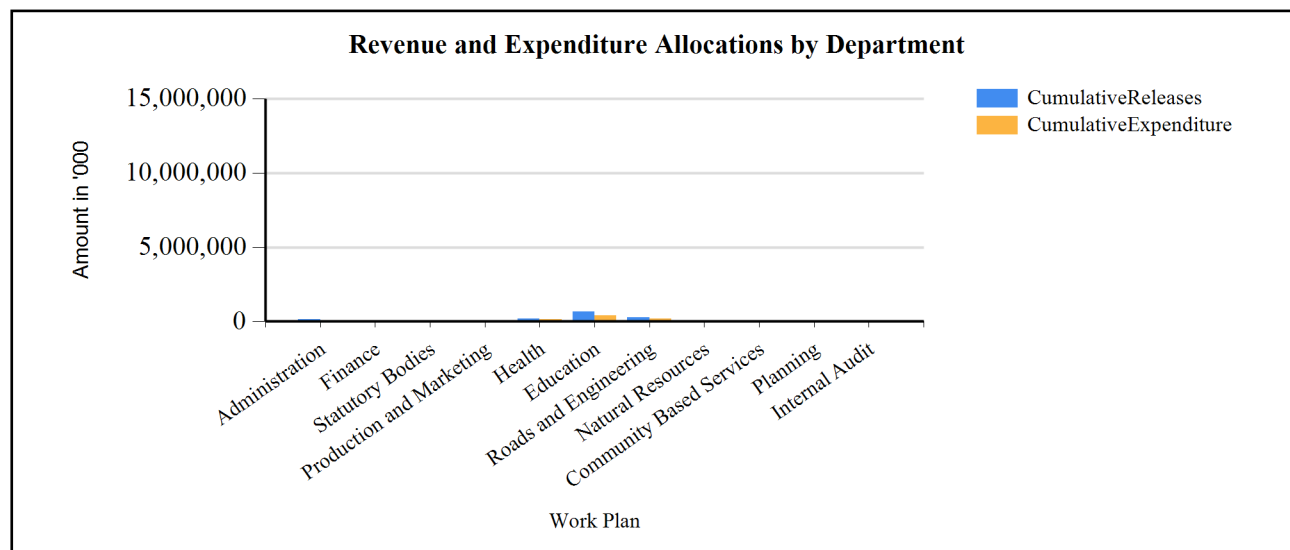 Revenue and Expenditure Allocations by Department
15,000,000
10,000,000
5,000,000
0
Amount in '000
CumulativeReleases
CumulativeExpenditure
Administration
Finance
Statutory Bodies
Production and Marketing
Health
Education
Roads and Engineering
Natural Resources
Community Based Services
Planning
Internal Audit
Work Plan